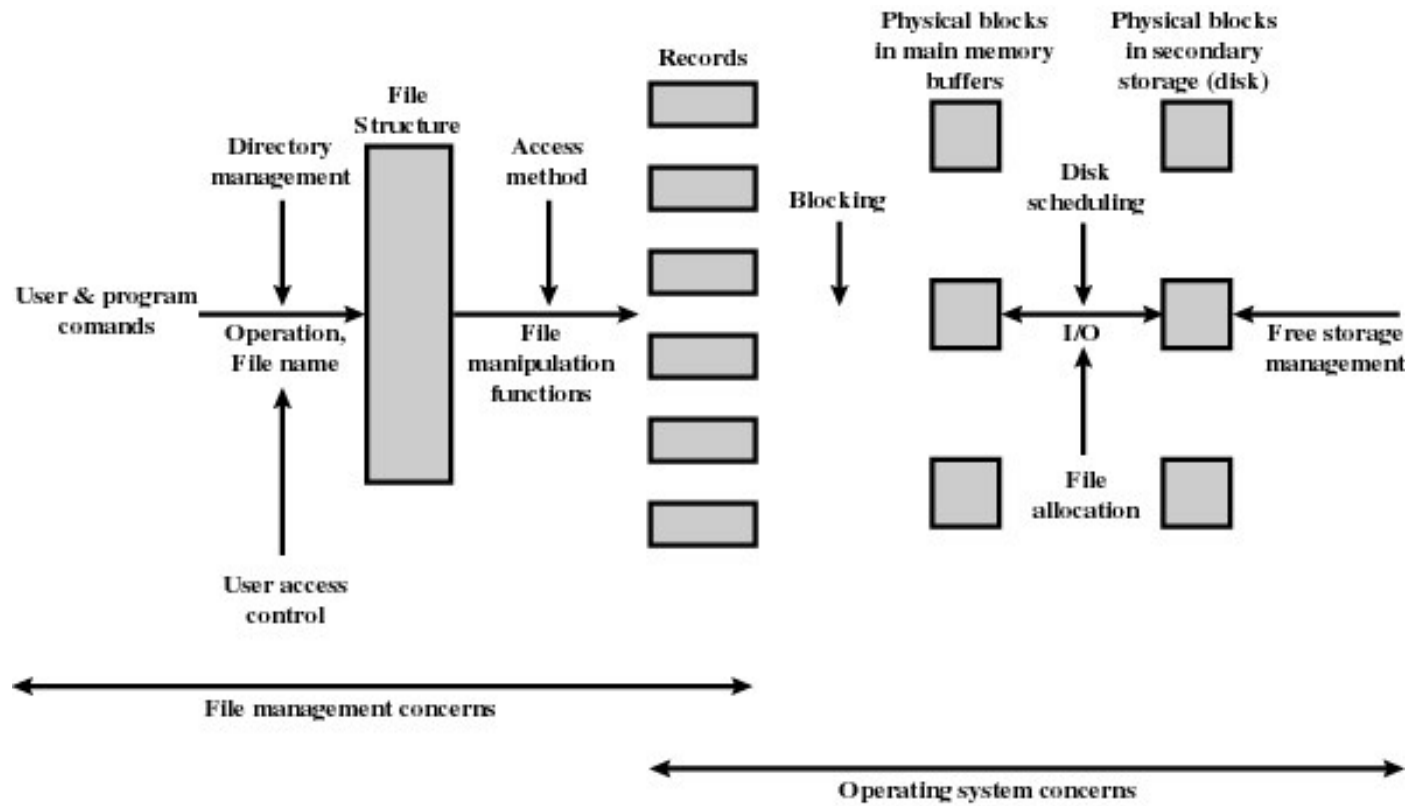 Physical blocks
in main memory
buffers
Physical blocks
in secondary
storage (disk)
Records
File
Structure
Directory
management
Access
method
Blocking
Disk
scheduling
User & program
comands
Operation,
File name
File
manipulation
functions
I/O
Free storage
management
File
allocation
User access
control
File management concerns
Operating system concerns